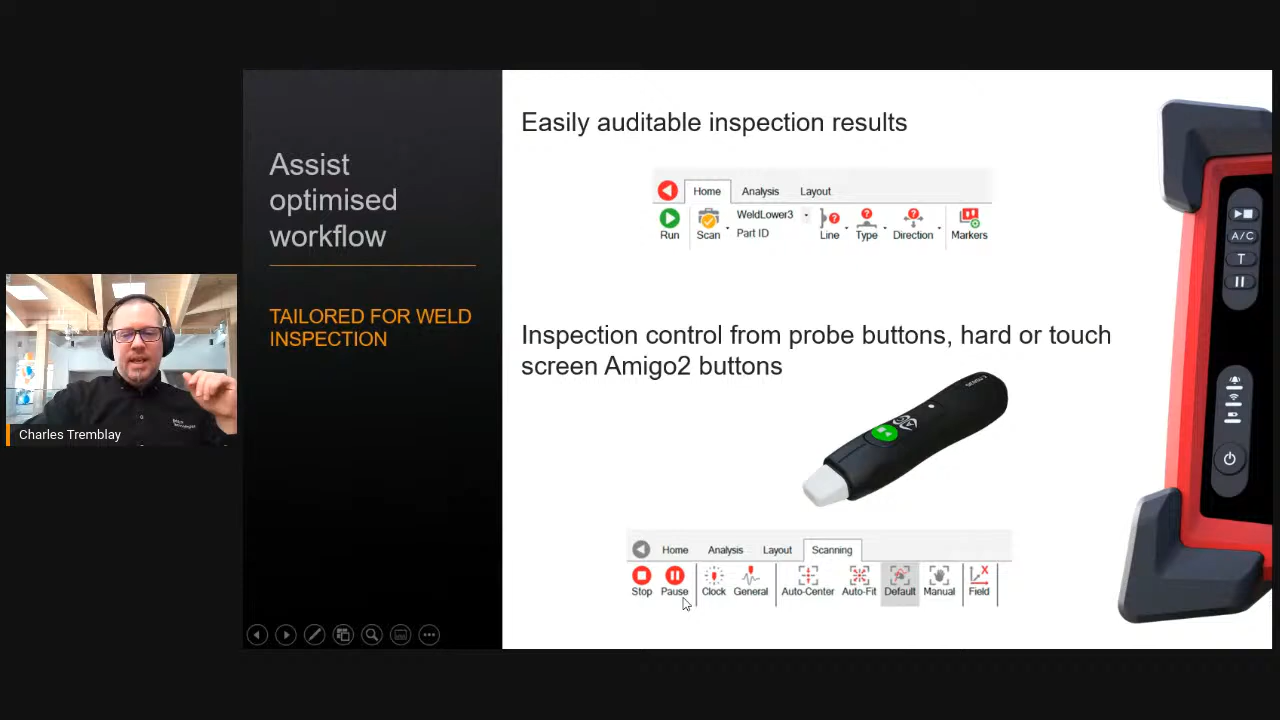 Assist
optimised
workflow
TAILORED FOR WELD
INSPECTION
Charles Tremblay
Easily auditable inspection results
Home Analysis Layout
Run Scan WeldLower3 Part ID Line Type Direction Markers
Inspection control from probe buttons, hard or touch
screen Amigo2 buttons
Home Analysis Layout Scanning
Stop Pause Clock General Auto-Center Auto-Fit Default Manual Field
A/C
T